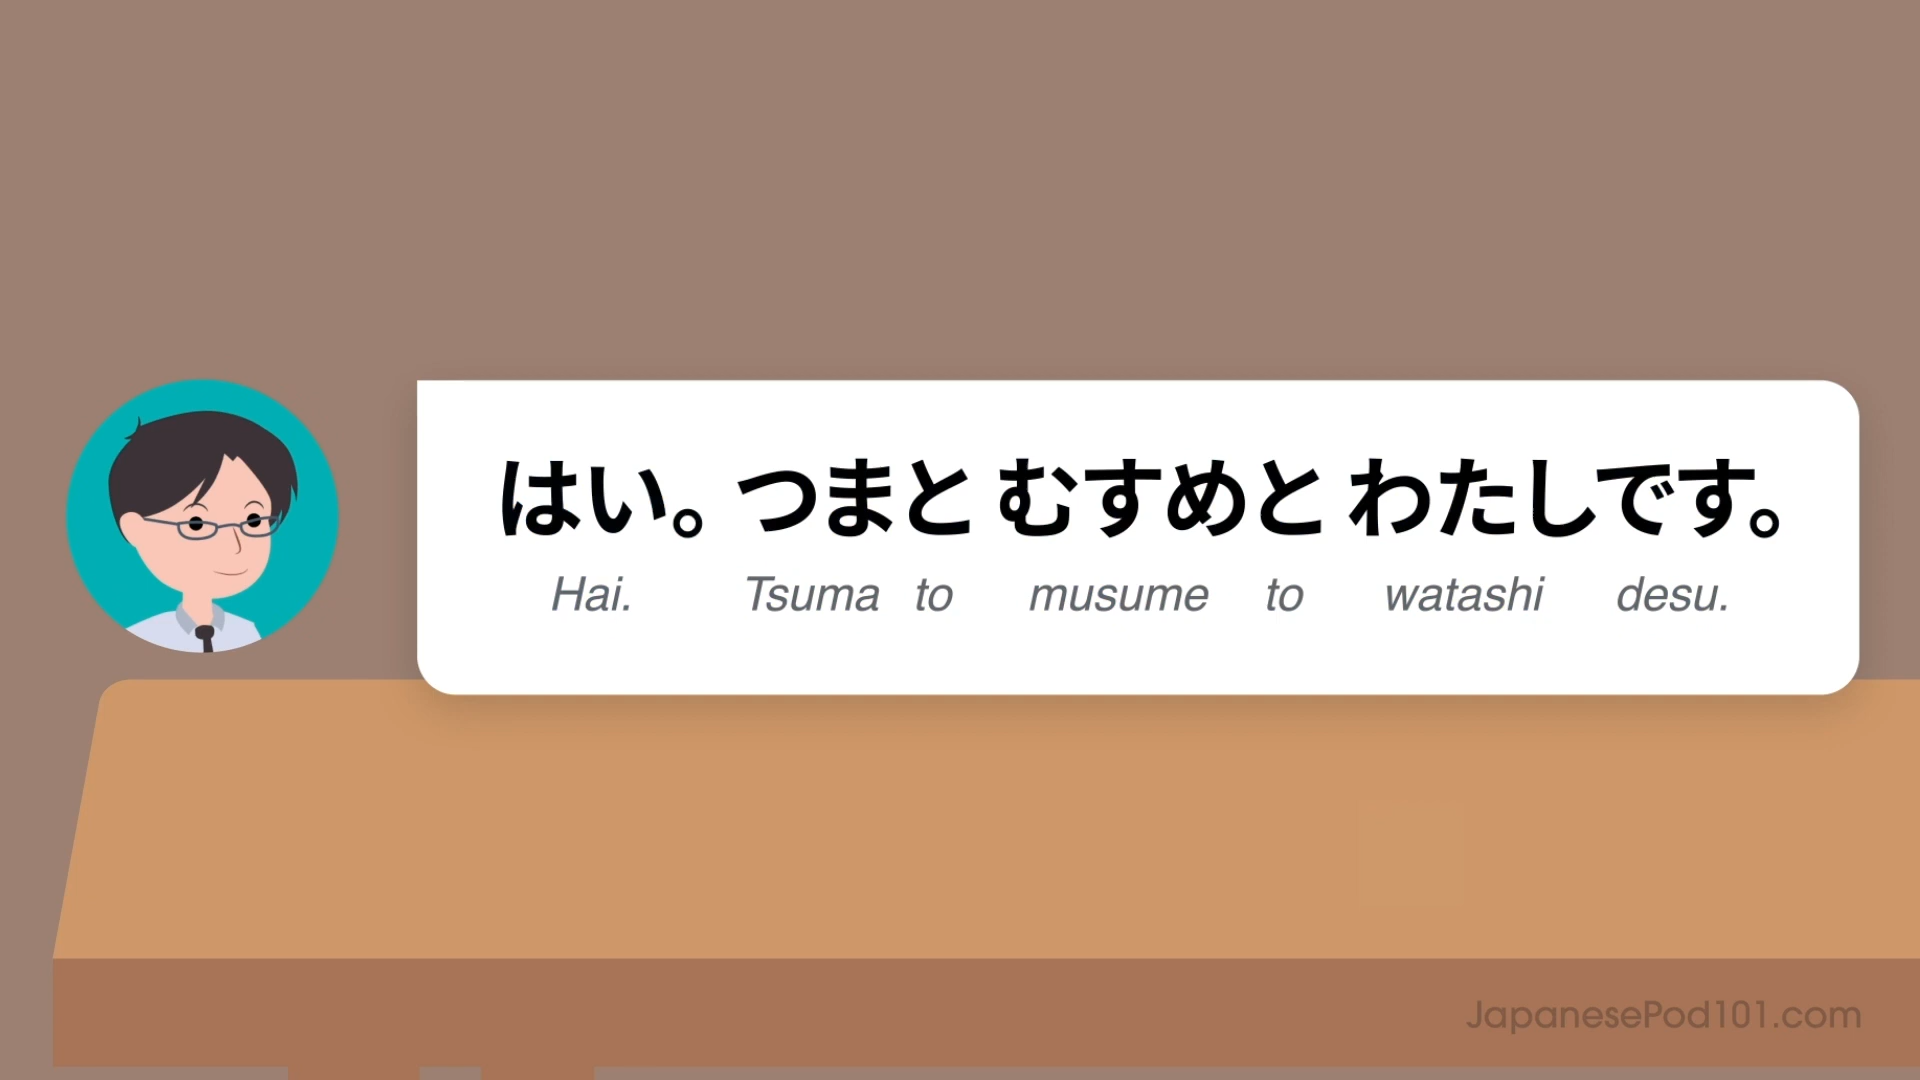 はい。つまと むすめと わたしです。
Hai. Tsuma to musume to watashi desu.
JapanesePod101.com